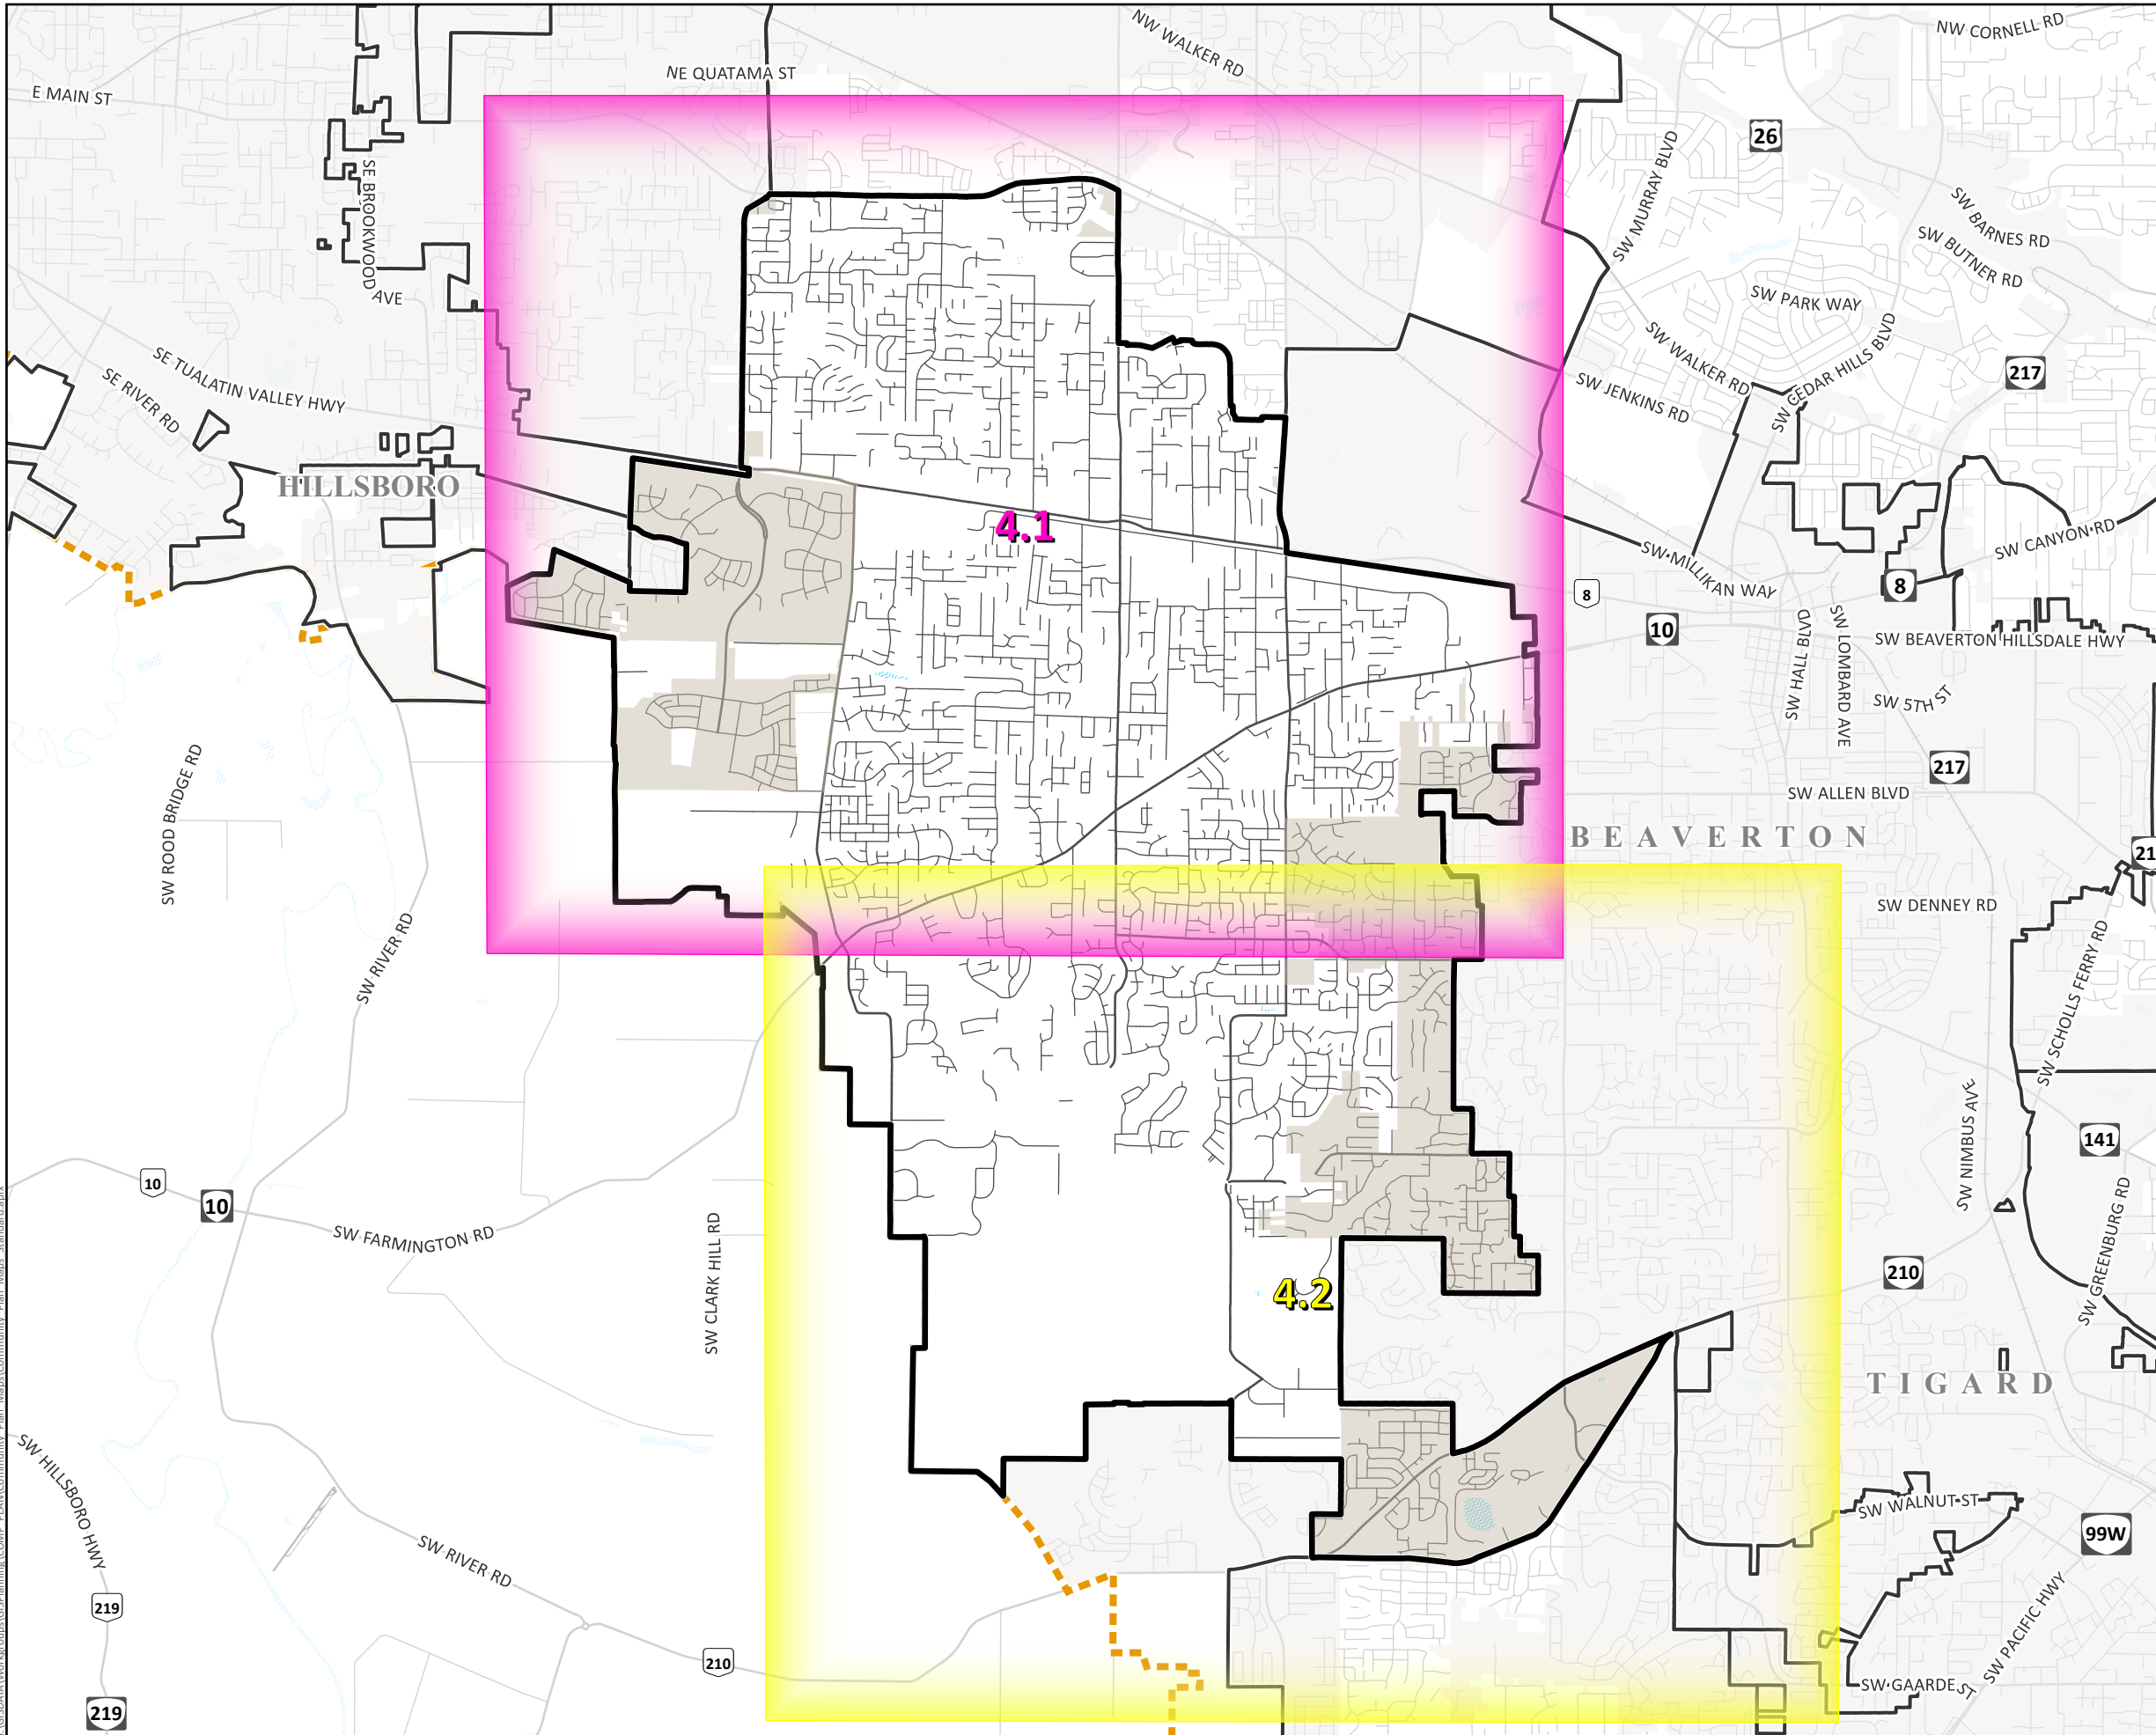 NW CORNELL RD
NW WALKER RD
NE QUATAMA ST
E MAIN ST
26
SW MURRAY BLVD
SE BROOKWOOD AVE
SW BARNES RD
SW BUTNER RD
SW PARK WAY
SW WALKER RD
SW CEDAR HILLS BLVD
217
SE TUALATIN VALLEY HWY
SE RIVER RD
SW JENKINS RD
HILLSBORO
4.1
SW CANYON RD
SW MILLIKAN WAY
8
8
10
SW HALL BLVD
SW LOMBARD AVE
SW BEAVERTON HILLSDALE HWY
SW 5TH ST
SW ROOD BRIDGE RD
217
SW ALLEN BLVD
BEAVERTON
SW DENNEY RD
SW RIVER RD
SW SCHOLLS FERRY RD
SW NIMBUS AVE
141
10
10
SW FARMINGTON RD
SW CLARK HILL RD
SW GREENBURG RD
210
4.2
TIGARD
SW HILLSBORO HWY
SW WALNUT ST
99W
SW RIVER RD
219
210
SW PACIFIC HWY
SW GAARDE ST
219